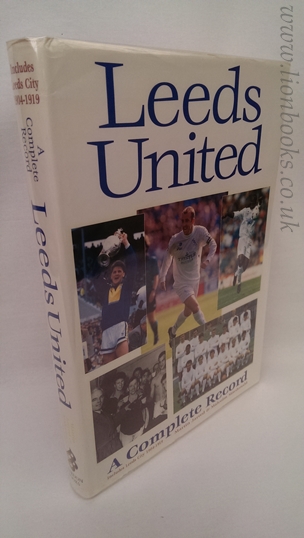 Includes
Leeds City
1904-1919
A
Complete
Record
Leeds United
Leeds
United
A Complete Record
www.lionbooks.co.uk